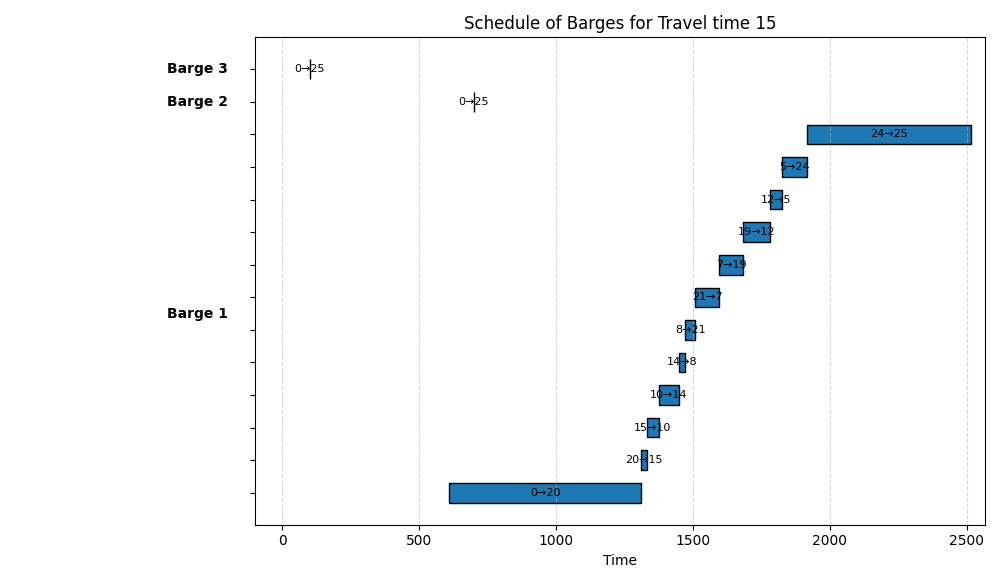 Schedule of Barges for Travel time 15
Barge 3
0→25
Barge 2
0→25
24→25
5→24
12→5
19→12
7→19
21→7
Barge 1
8→21
14→8
10→14
15→10
20→15
0→20
0 500 1000 1500 2000 2500
Time